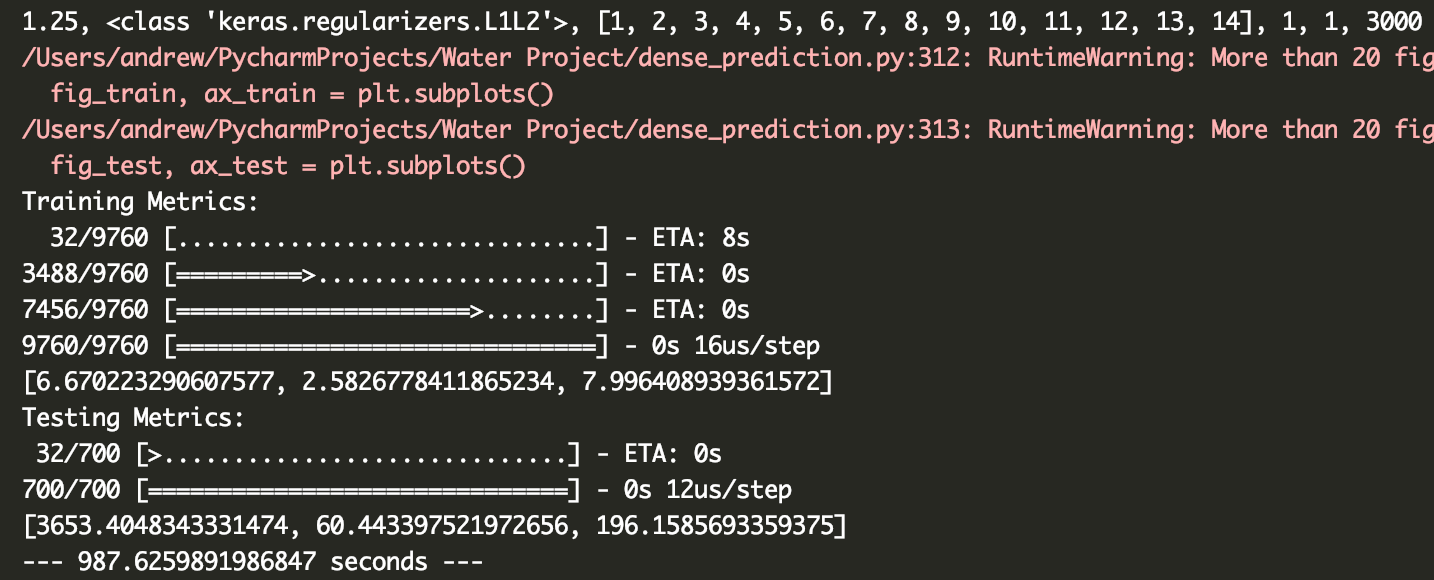 1.25, <class 'keras.regularizers.L1L2'>, [1, 2, 3, 4, 5, 6, 7, 8, 9, 10, 11, 12, 13, 14], 1, 1, 3000
/Users/andrew/PycharmProjects/Water Project/dense_prediction.py:312: RuntimeWarning: More than 20 fig
  fig_train, ax_train = plt.subplots()
/Users/andrew/PycharmProjects/Water Project/dense_prediction.py:313: RuntimeWarning: More than 20 fig
  fig_test, ax_test = plt.subplots()
Training Metrics:
  32/9760 [..............................] - ETA: 8s
3488/9760 [=========>....................] - ETA: 0s
7456/9760 [=====================>........] - ETA: 0s
9760/9760 [==============================] - 0s 16us/step
[6.670223290607577, 2.5826778411865234, 7.996408939361572]
Testing Metrics:
 32/700 [>.............................] - ETA: 0s
700/700 [==============================] - 0s 12us/step
[3653.4048343331474, 60.443397521972656, 196.1585693359375]
--- 987.6259891986847 seconds ---